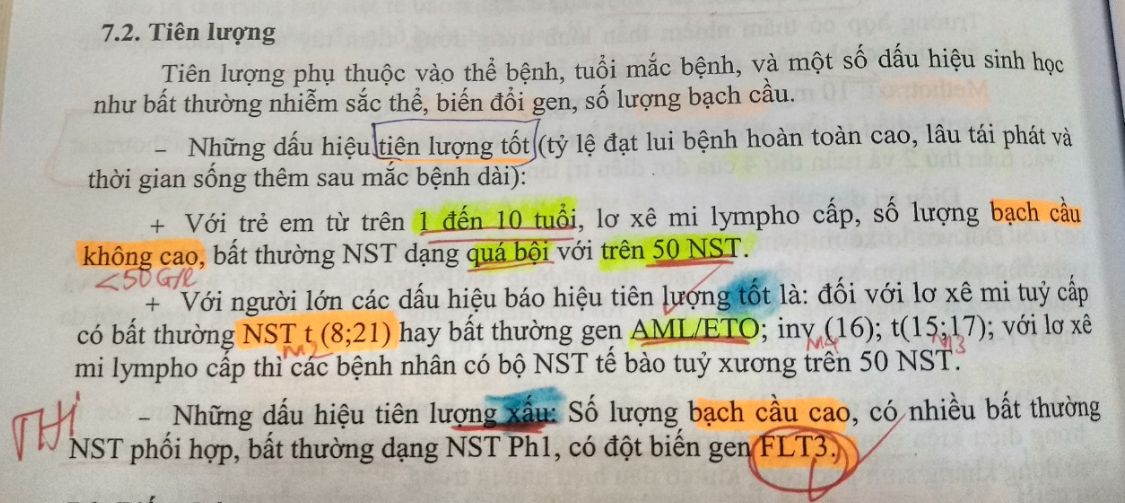 7.2. Tiên lượng
Tiên lượng phụ thuộc vào thể bệnh, tuổi mắc bệnh, và một số dấu hiệu sinh học
như bất thường nhiễm sắc thể, biến đổi gen, số lượng bạch cầu.
- Những dấu hiệu tiên lượng tốt (tỷ lệ đạt lui bệnh hoàn toàn cao, lâu tái phát và
thời gian sống thêm sau mắc bệnh dài):
+ Với trẻ em từ trên 1 đến 10 tuổi, lơ xê mi lympho cấp, số lượng bạch cầu
không cao, bất thường NST dạng quá bội với trên 50 NST.
<50 G/l
+ Với người lớn các dấu hiệu báo hiệu tiên lượng tốt là: đối với lơ xê mi tuỷ cấp
có bất thường NST t (8;21) hay bất thường gen AML/ETO; inv (16); t(15;17); với lơ xê
M2 M4 M3
mi lympho cấp thì các bệnh nhân có bộ NST tế bào tuỷ xương trên 50 NST.
THi
- Những dấu hiệu tiên lượng xấu: Số lượng bạch cầu cao, có nhiều bất thường
NST phối hợp, bất thường dạng NST Ph1, có đột biến gen FLT3.